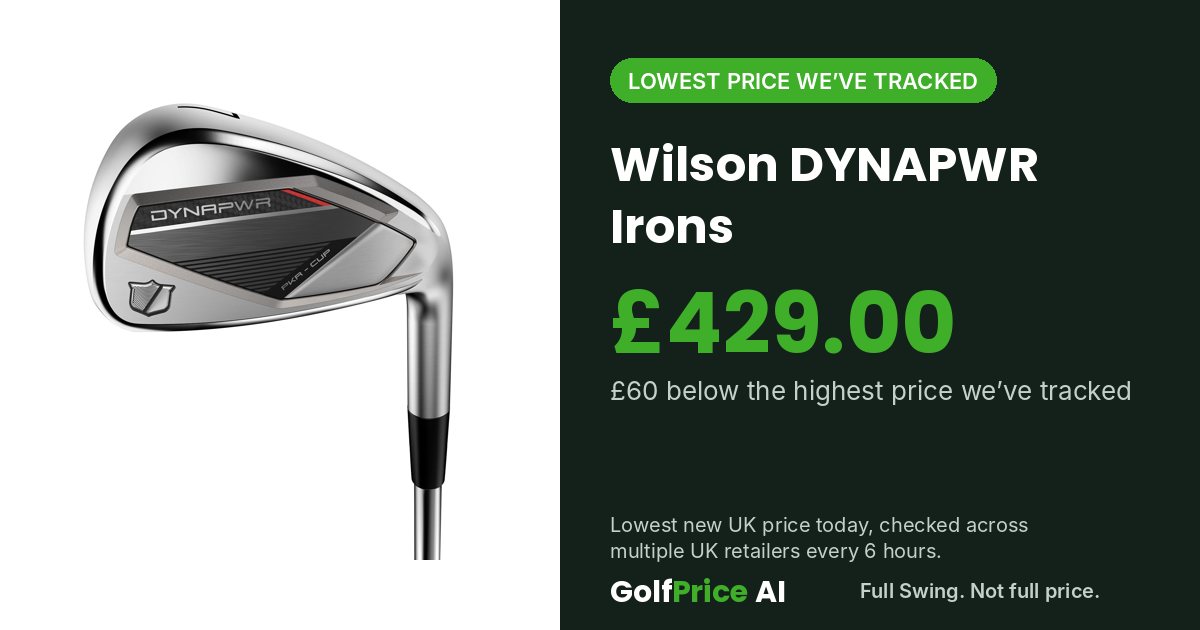 DYNAPWR
PKR - CUP
LOWEST PRICE WE’VE TRACKED
Wilson DYNAPWR
Irons
£429.00
£60 below the highest price we’ve tracked
Lowest new UK price today, checked across
multiple UK retailers every 6 hours.
GolfPrice AI
Full Swing. Not full price.